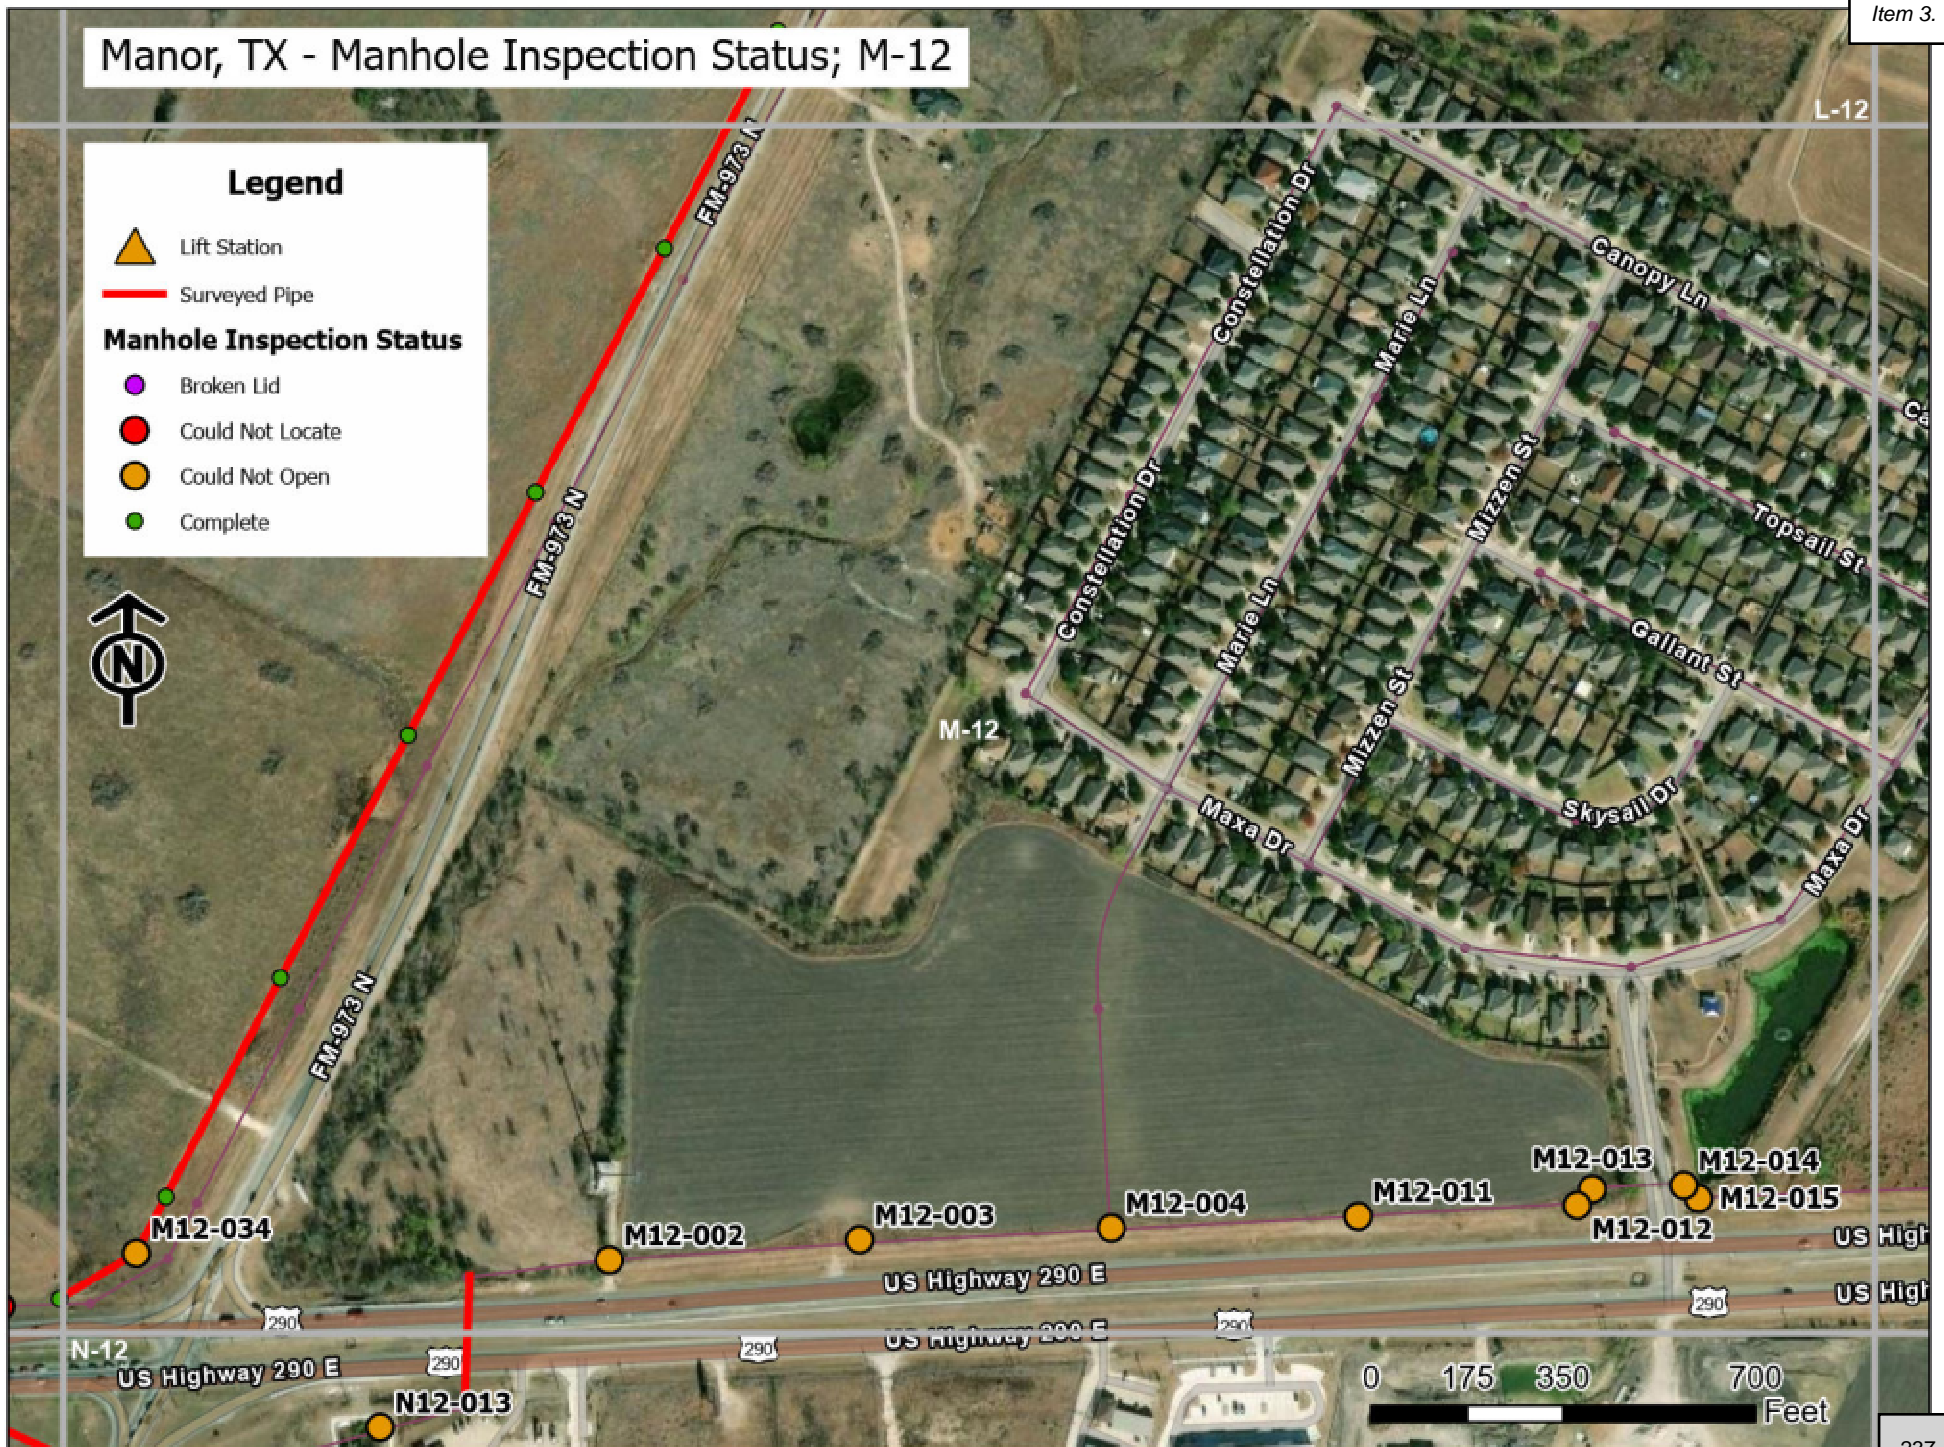 Item 3.
Manor, TX - Manhole Inspection Status; M-12
L-12
Legend
Lift Station
Surveyed Pipe
Manhole Inspection Status
Broken Lid
Could Not Locate
Could Not Open
Complete
N
FM-973 N
FM-973 N
FM-973 N
Constellation Dr
Constellation Dr
Marie Ln
Marie Ln
Canopy Ln
Mizzen St
Mizzen St
Topsail St
Gallant St
Skysail Dr
Maxa Dr
Maxa Dr
M-12
M12-034
M12-002
M12-003
M12-004
M12-011
M12-013
M12-012
M12-014
M12-015
US Highway 290 E
US High
US Highway 290 E
US High
290
290
290
290
290
N-12
US Highway 290 E
N12-013
0 175 350 700
Feet